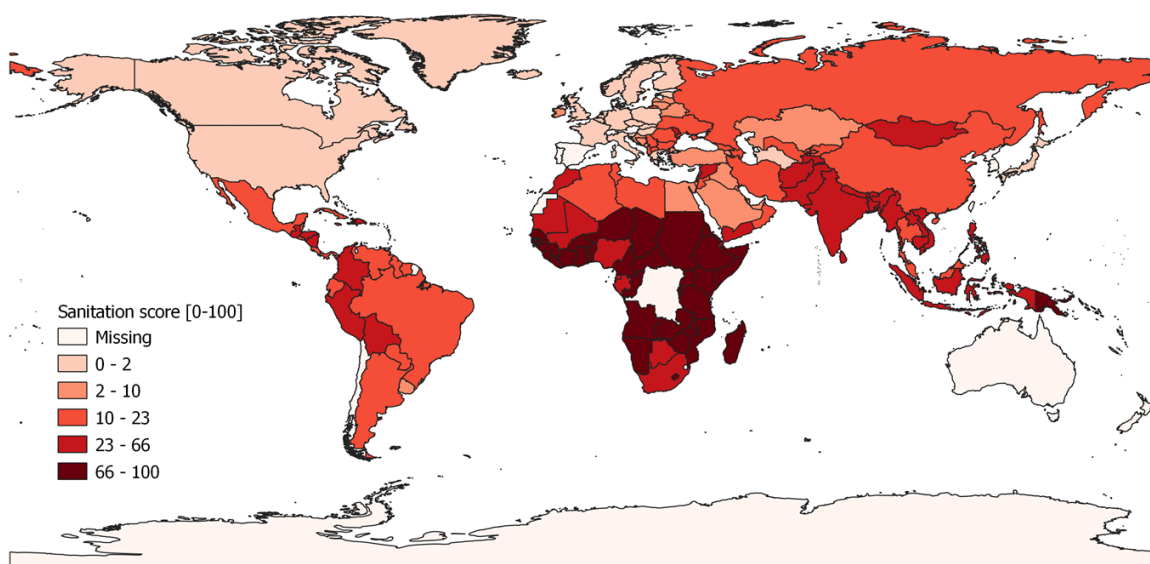 Sanitation score [0-100]
Missing
0 - 2
2 - 10
10 - 23
23 - 66
66 - 100